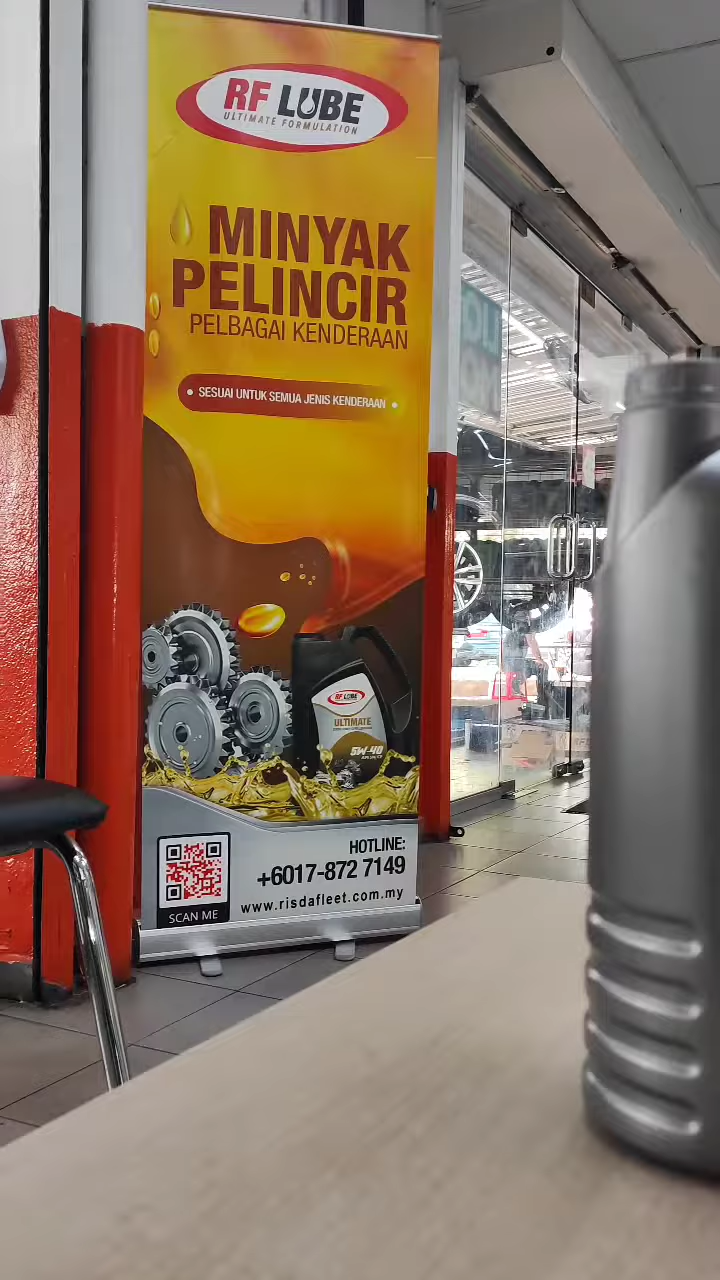 RF LUBE
ULTIMATE FORMULATION
MINYAK
PELINCIR
PELBAGAI KENDERAAN
SESUAI UNTUK SEMUA JENIS KENDERAAN
RF LUBE
ULTIMATE
5W-40
HOTLINE:
+6017-872 7149
www.risdafleet.com.my
SCAN ME